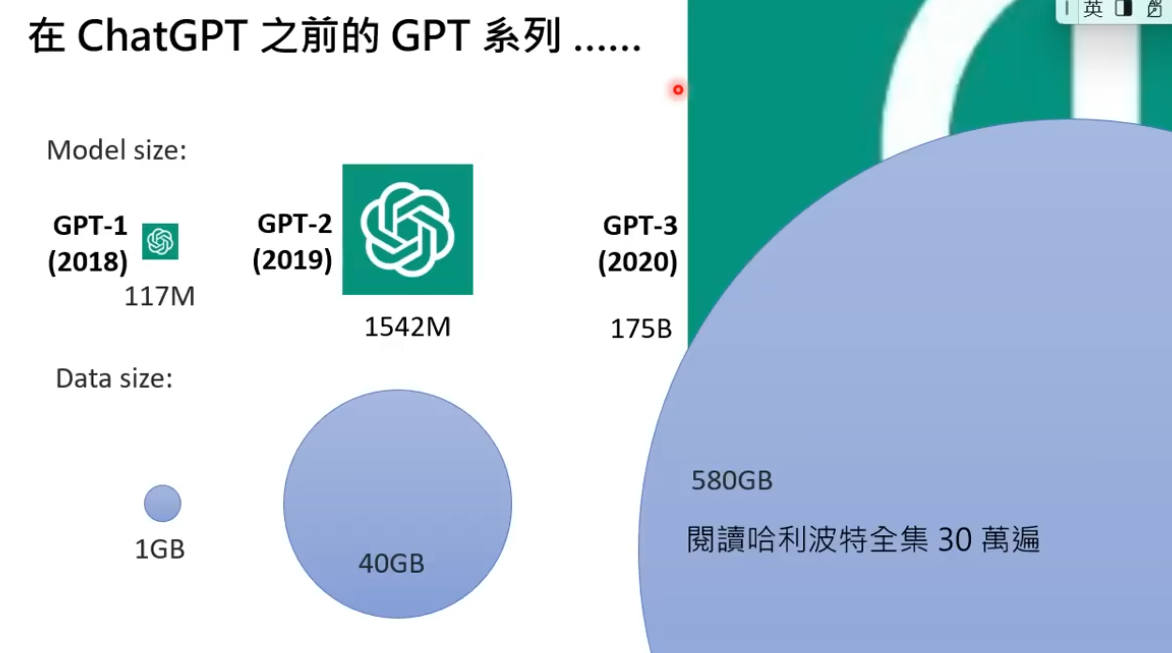 在 ChatGPT 之前的 GPT 系列 ......
英
Model size:
GPT-1
(2018)
117M
GPT-2
(2019)
1542M
GPT-3
(2020)
175B
Data size:
1GB
40GB
580GB
閱讀哈利波特全集 30 萬遍